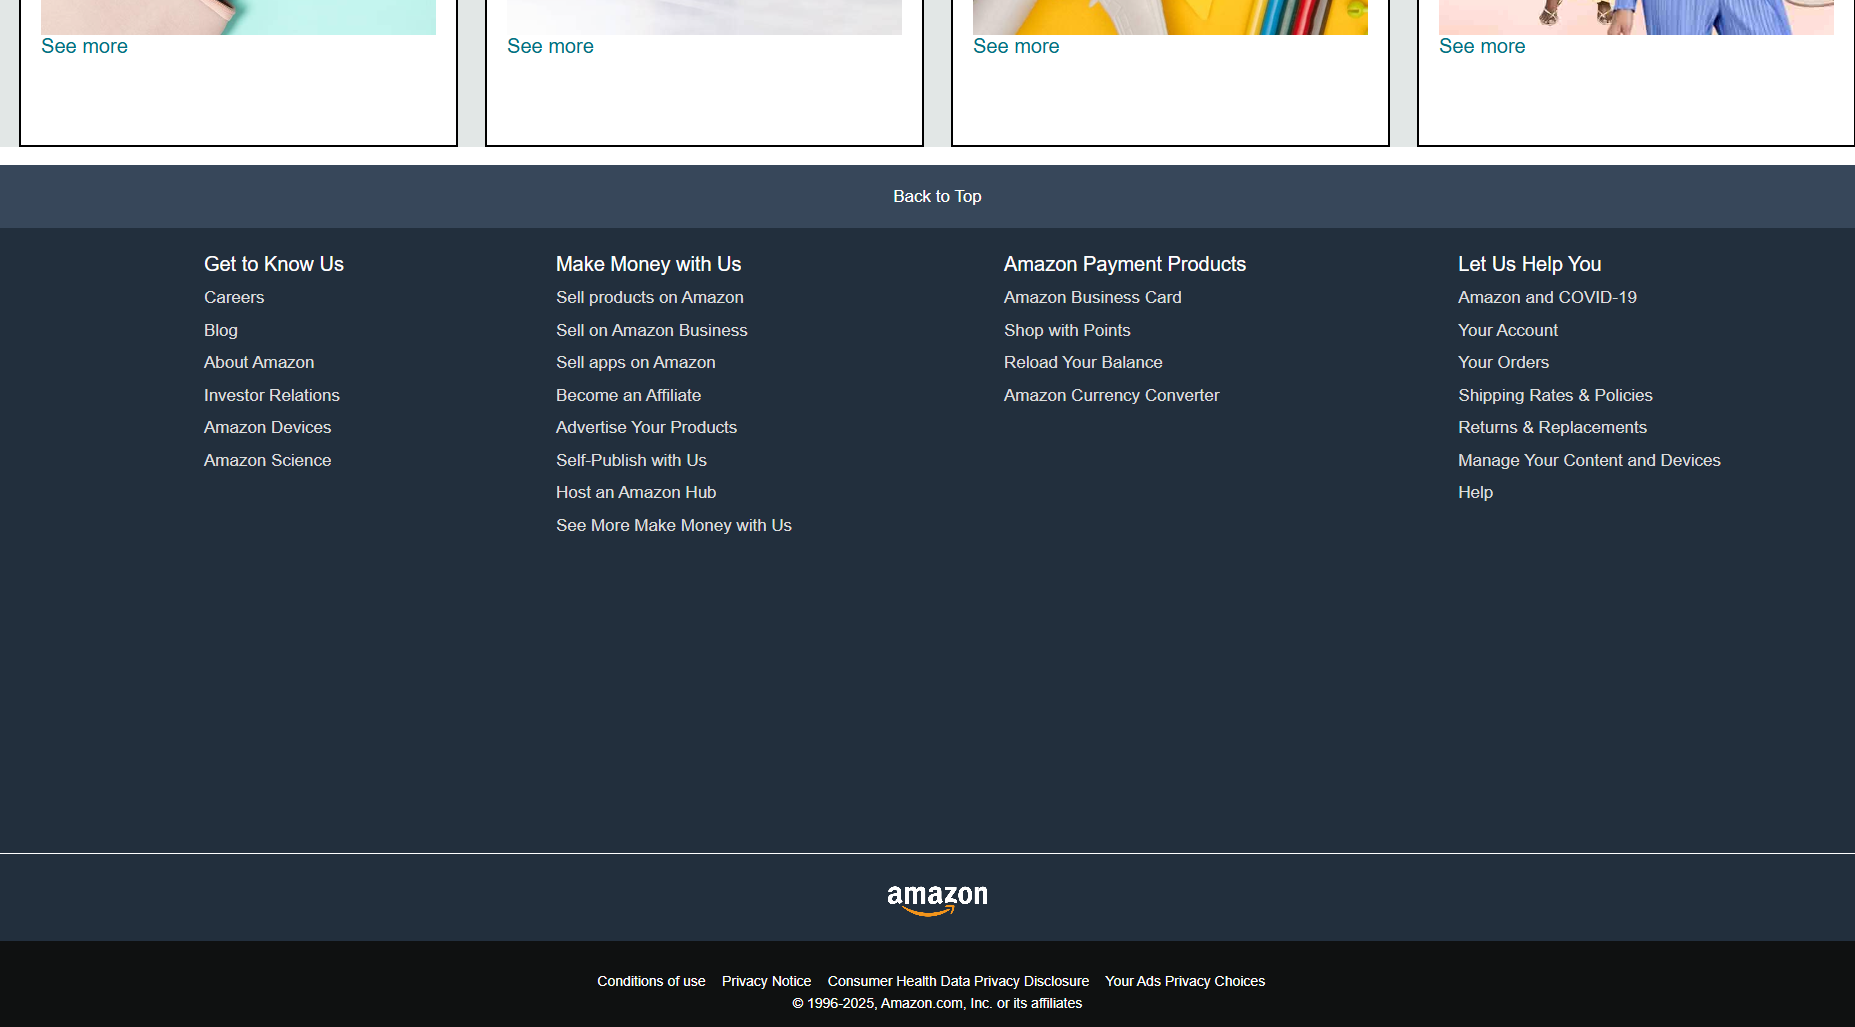 See more
See more
See more
See more
Back to Top
Get to Know Us
Careers
Blog
About Amazon
Investor Relations
Amazon Devices
Amazon Science
Make Money with Us
Sell products on Amazon
Sell on Amazon Business
Sell apps on Amazon
Become an Affiliate
Advertise Your Products
Self-Publish with Us
Host an Amazon Hub
See More Make Money with Us
Amazon Payment Products
Amazon Business Card
Shop with Points
Reload Your Balance
Amazon Currency Converter
Let Us Help You
Amazon and COVID-19
Your Account
Your Orders
Shipping Rates & Policies
Returns & Replacements
Manage Your Content and Devices
Help
amazon
Conditions of use Privacy Notice Consumer Health Data Privacy Disclosure Your Ads Privacy Choices
© 1996-2025, Amazon.com, Inc. or its affiliates